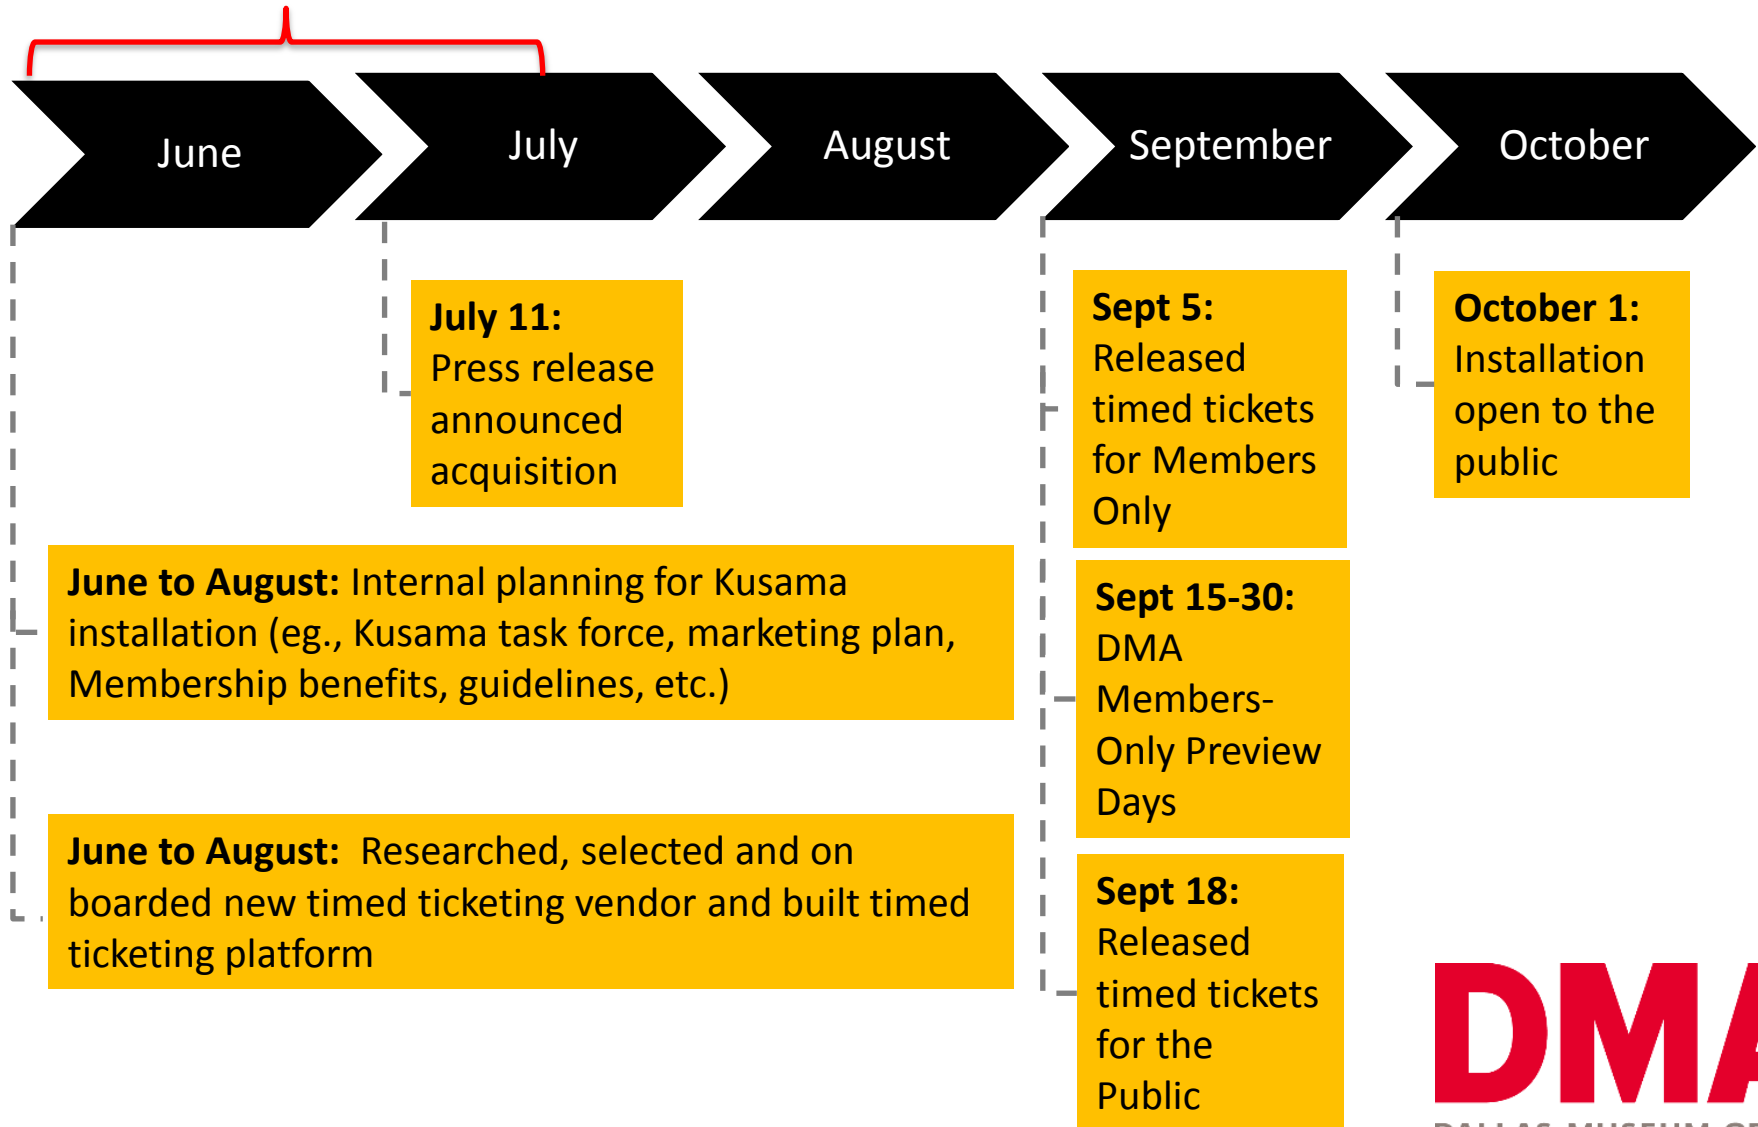 June
July
August
September
October
July 11:
Press release
announced
acquisition
June to August: Internal planning for Kusama
installation (eg., Kusama task force, marketing plan,
Membership benefits, guidelines, etc.)
June to August:  Researched, selected and on
boarded new timed ticketing vendor and built timed
ticketing platform
Sept 5:
Released
timed tickets
for Members
Only
Sept 15-30:
DMA
Members-
Only Preview
Days
Sept 18:
Released
timed tickets
for the
Public
October 1:
Installation
open to the
public
DMA
DALLAS MUSEUM OF